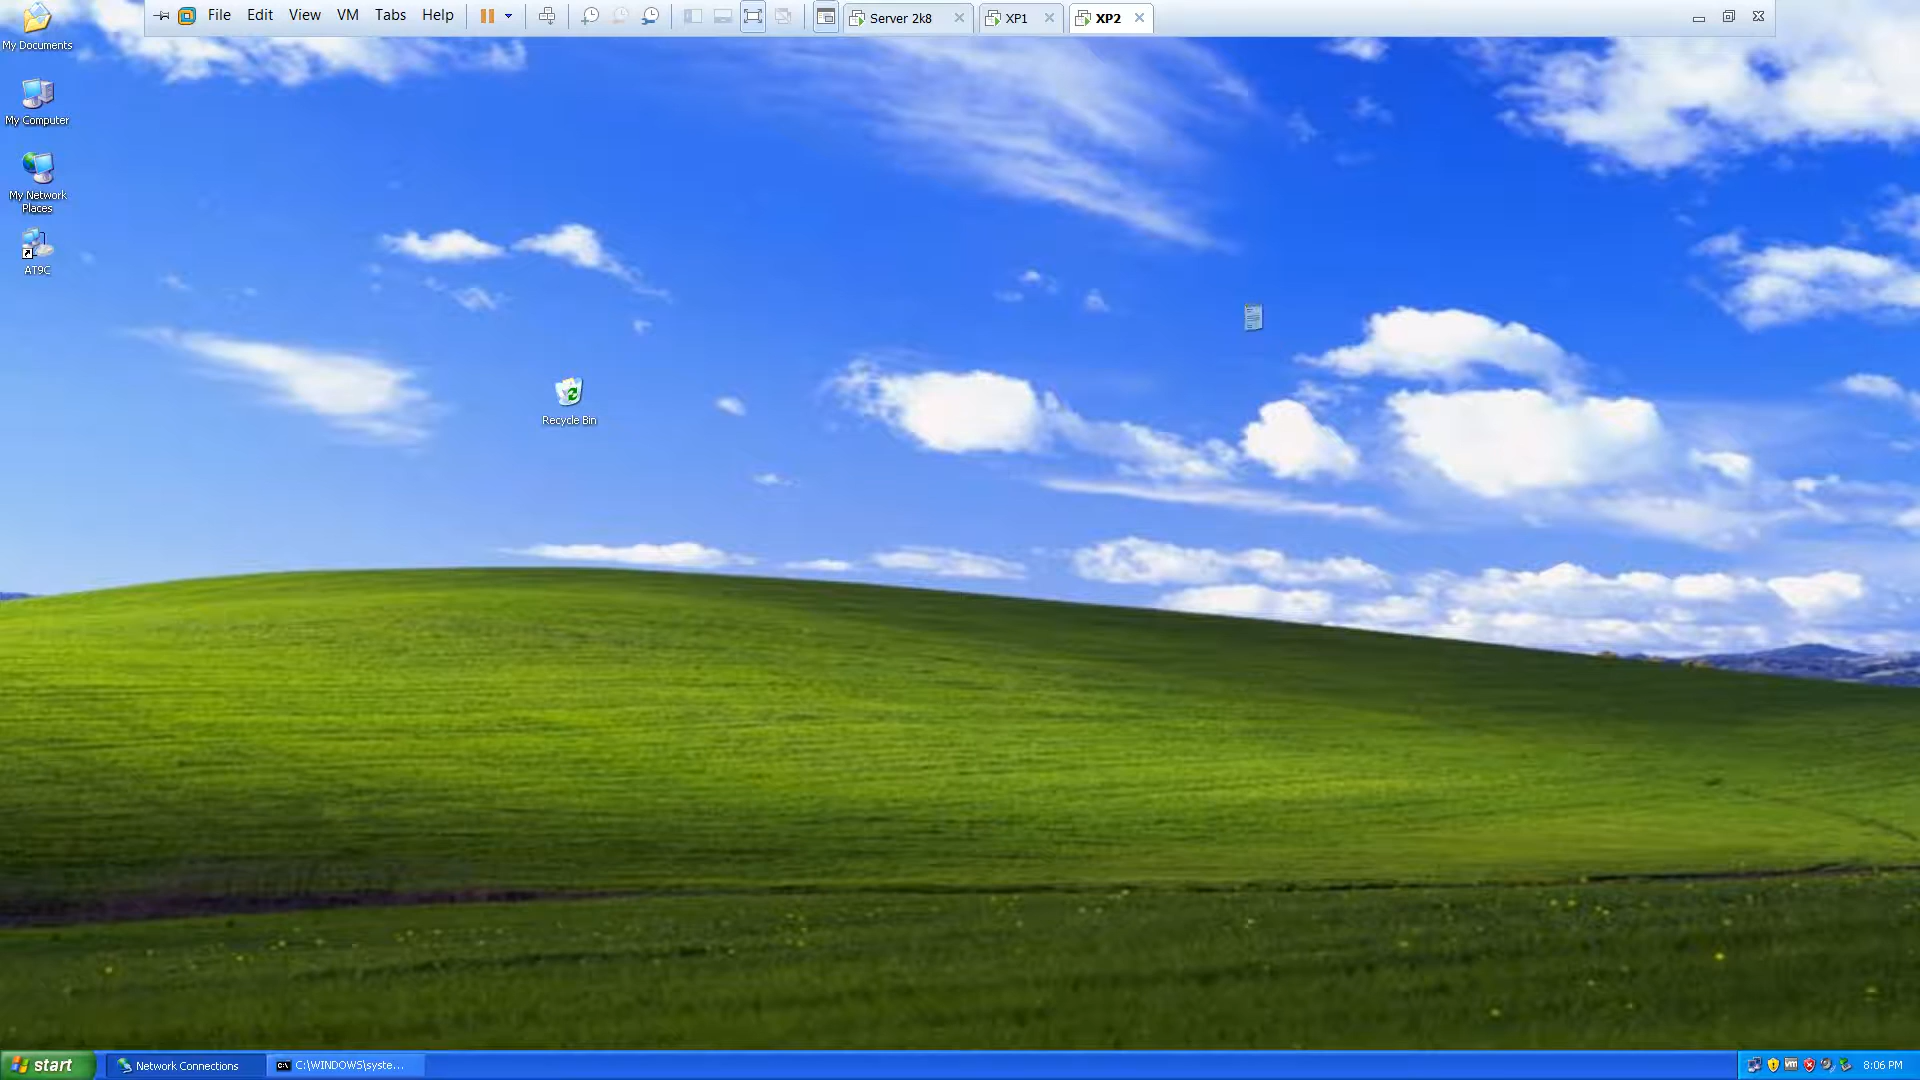 File Edit View VM Tabs Help
Server 2k8
XP1
XP2
My Documents
My Computer
My Network
Places
AT9C
Recycle Bin
start
Network Connections
C:\WINDOWS\syste...
8:06 PM